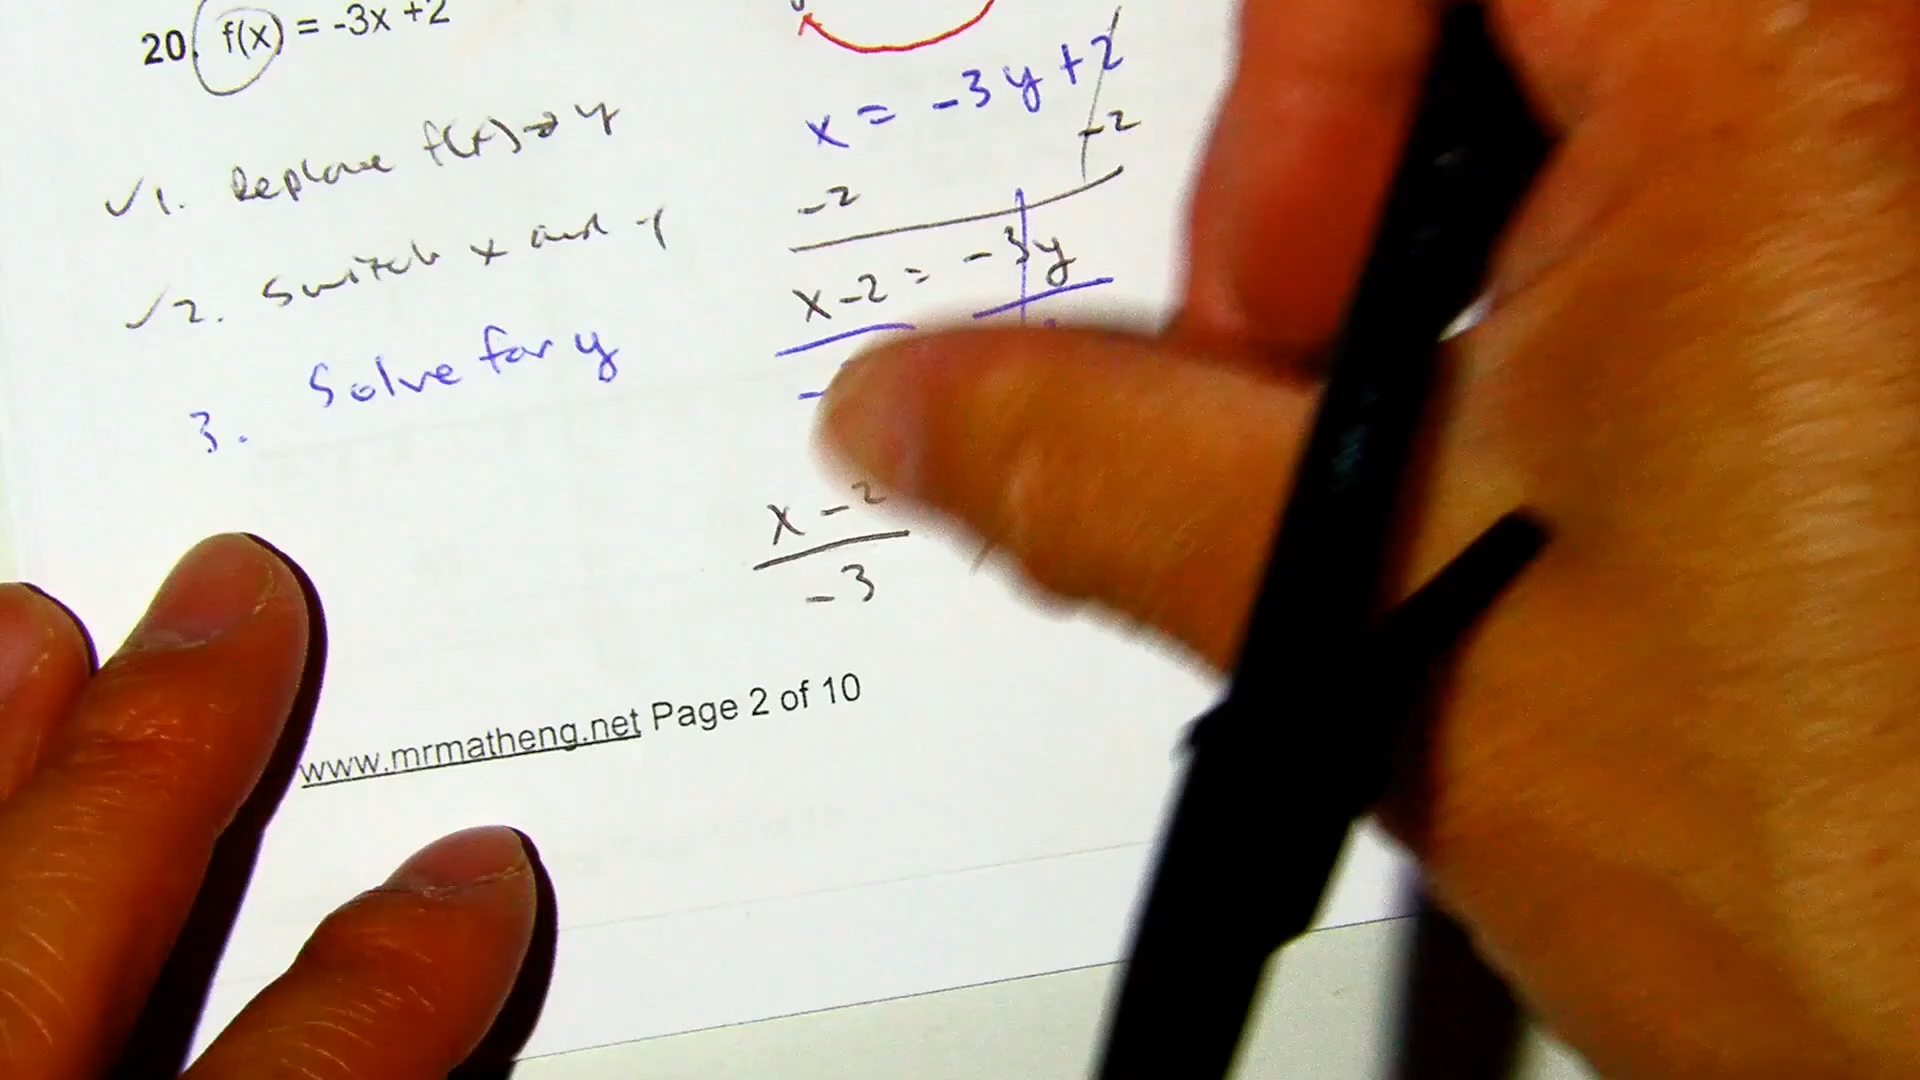 20. f(x) = -3x +2
✓1. Replace f(x) → y
✓2. Switch x and y
3. Solve for y
x = -3y +2
-2 -2
x-2 = -3y
x-2
-3
www.mrmatheng.net Page 2 of 10